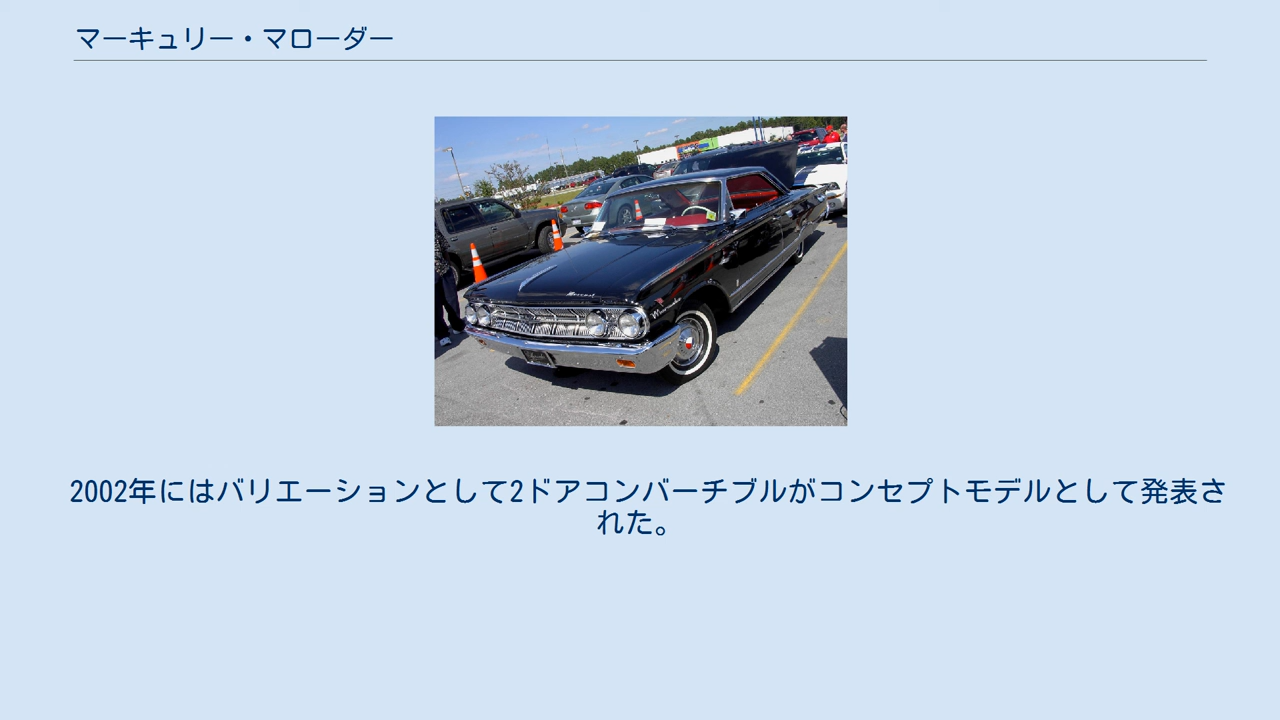 マーキュリー・マローダー
2002年にはバリエーションとして2ドアコンバーチブルがコンセプトモデルとして発表さ
れた。